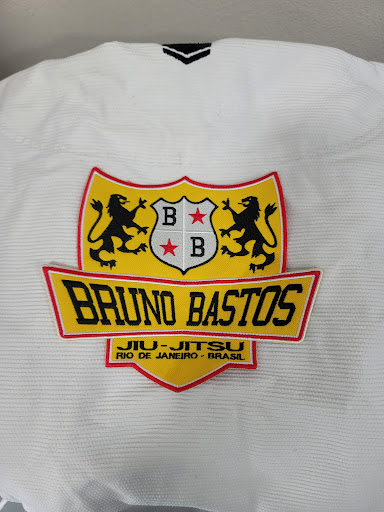 B
B
BRUNO BASTOS
JIU-JITSU
RIO DE JANEIRO - BRASIL